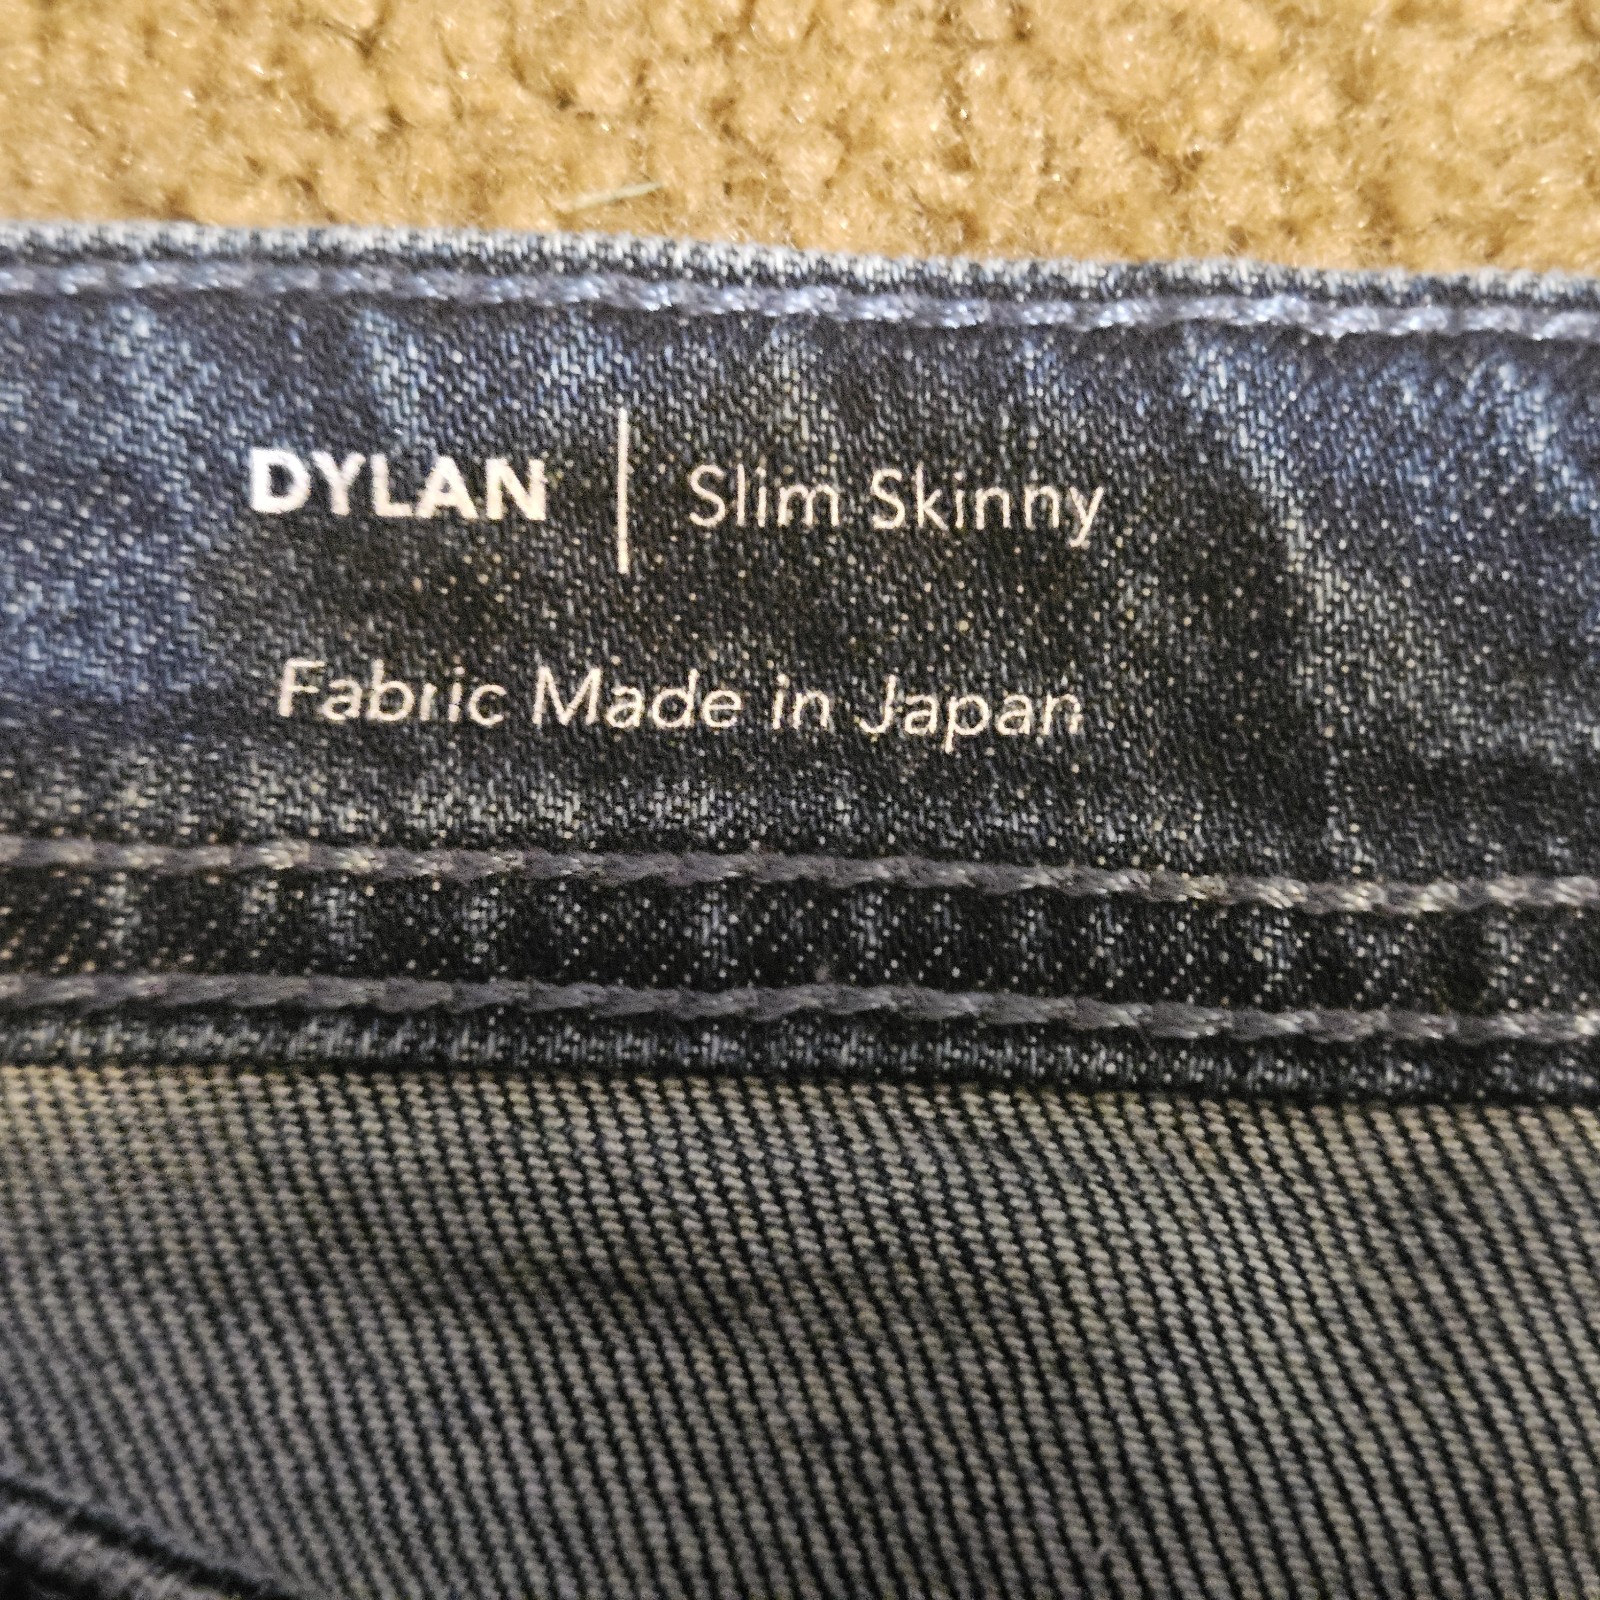 DYLAN | Slim Skinny
Fabric Made in Japan